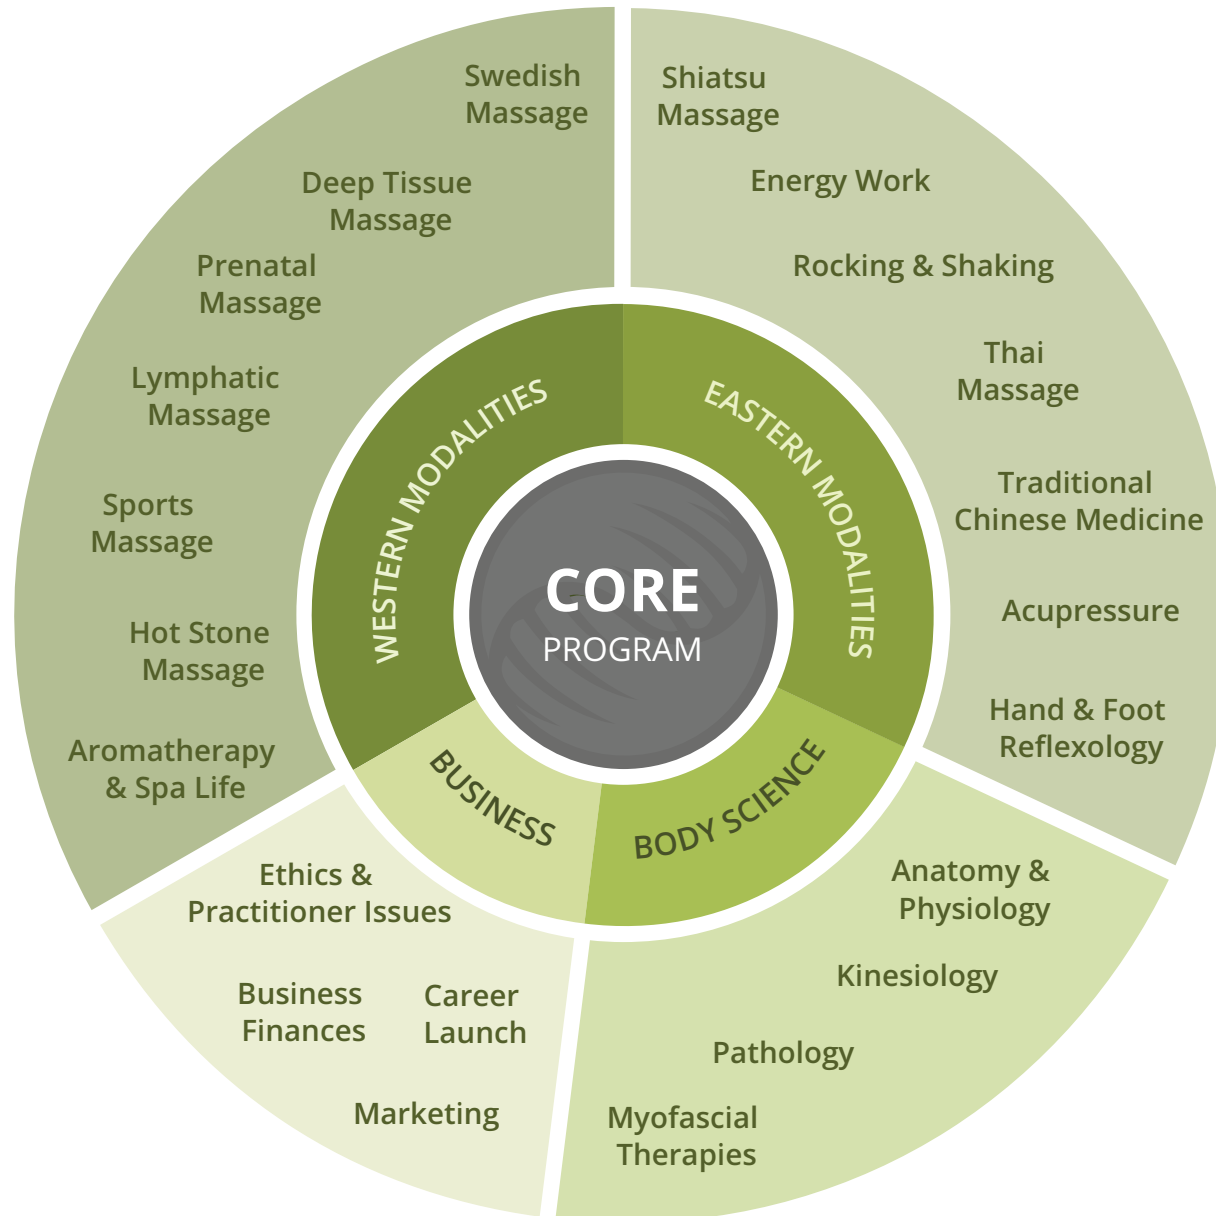 CORE
PROGRAM
WESTERN MODALITIES
Swedish
Massage
Deep Tissue
Massage
Prenatal
Massage
Lymphatic
Massage
Sports
Massage
Hot Stone
Massage
Aromatherapy
& Spa Life
EASTERN MODALITIES
Shiatsu
Massage
Energy Work
Rocking & Shaking
Thai
Massage
Traditional
Chinese Medicine
Acupressure
Hand & Foot
Reflexology
BODY SCIENCE
Anatomy &
Physiology
Kinesiology
Pathology
Myofascial
Therapies
BUSINESS
Ethics &
Practitioner Issues
Business
Finances
Career
Launch
Marketing